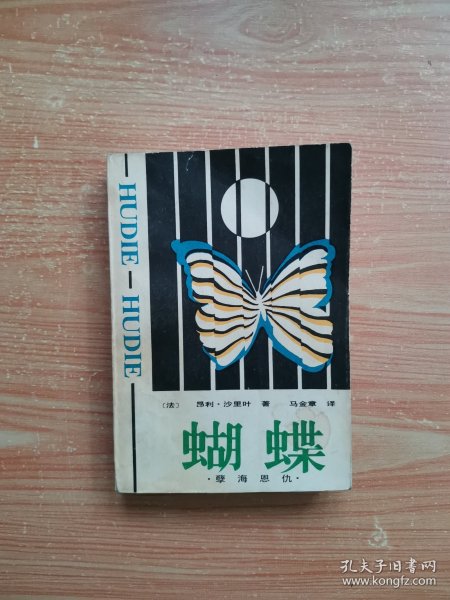 HUDIE — HUDIE
〔法〕 昂利·沙里叶 著 马金章 译
蝴蝶
·孽海恩仇·
孔夫子旧书网
www.kongfz.com